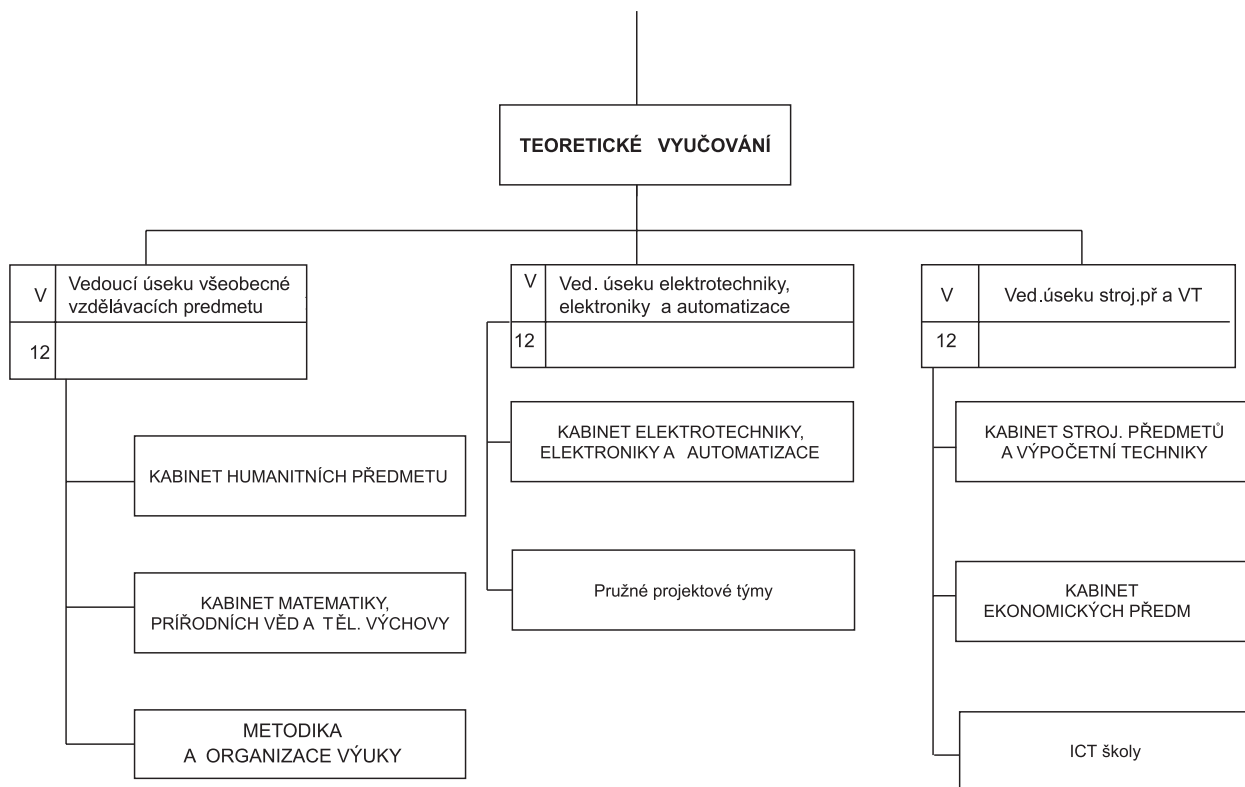 TEORETICKÉ VYUČOVÁNÍ
V
Vedoucí úseku všeobecné
vzdělávacích predmetu
12
V
Ved. úseku elektrotechniky,
elektroniky a automatizace
12
V
Ved.úseku stroj.př a VT
12
KABINET HUMANITNÍCH PŘEDMETU
KABINET MATEMATIKY,
PRÍŘODNÍCH VĚD A TĚL. VÝCHOVY
METODIKA
A ORGANIZACE VÝUKY
KABINET ELEKTROTECHNIKY,
ELEKTRONIKY A AUTOMATIZACE
Pružné projektové týmy
KABINET STROJ. PŘEDMETŮ
A VÝPOČETNÍ TECHNIKY
KABINET
EKONOMICKÝCH PŘEDM
ICT školy